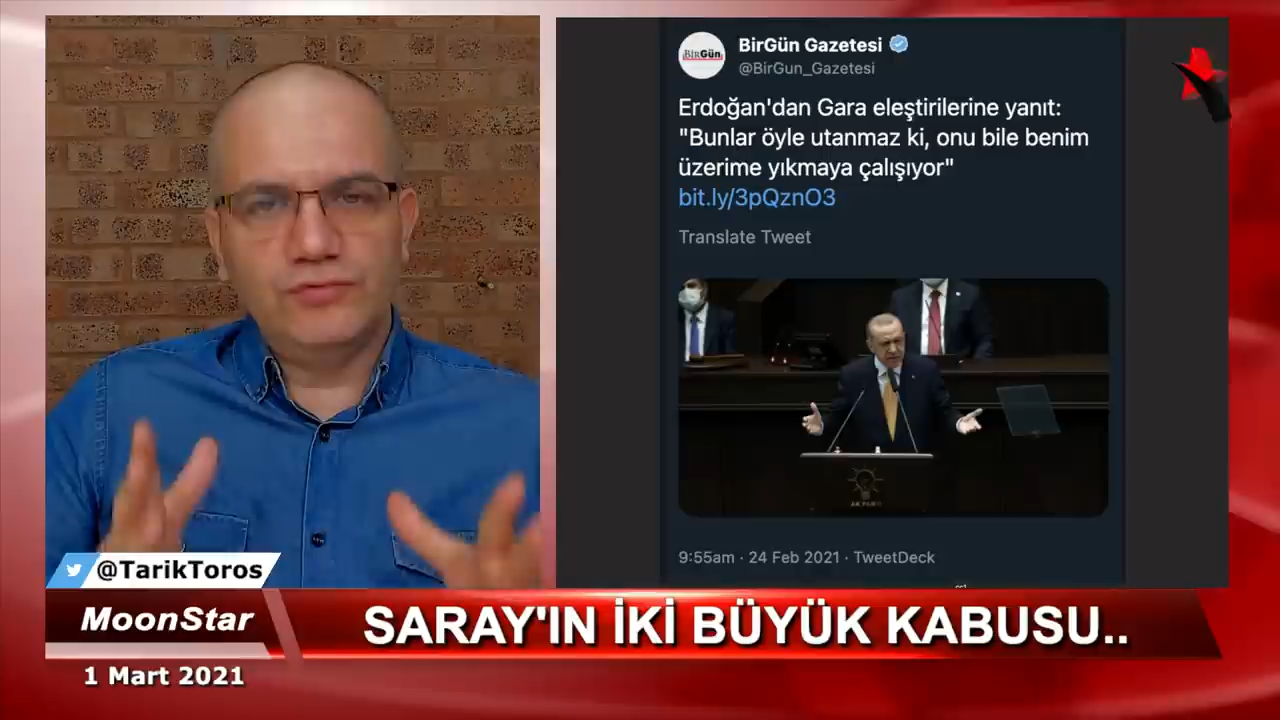 BirGün
BirGün Gazetesi
@BirGun_Gazetesi
Erdoğan'dan Gara eleştirilerine yanıt:
"Bunlar öyle utanmaz ki, onu bile benim
üzerime yıkmaya çalışıyor"
bit.ly/3pQznO3
Translate Tweet
AK PARTİ
9:55am · 24 Feb 2021 · TweetDeck
@TarikToros
MoonStar
SARAY'IN İKİ BÜYÜK KABUSU..
1 Mart 2021